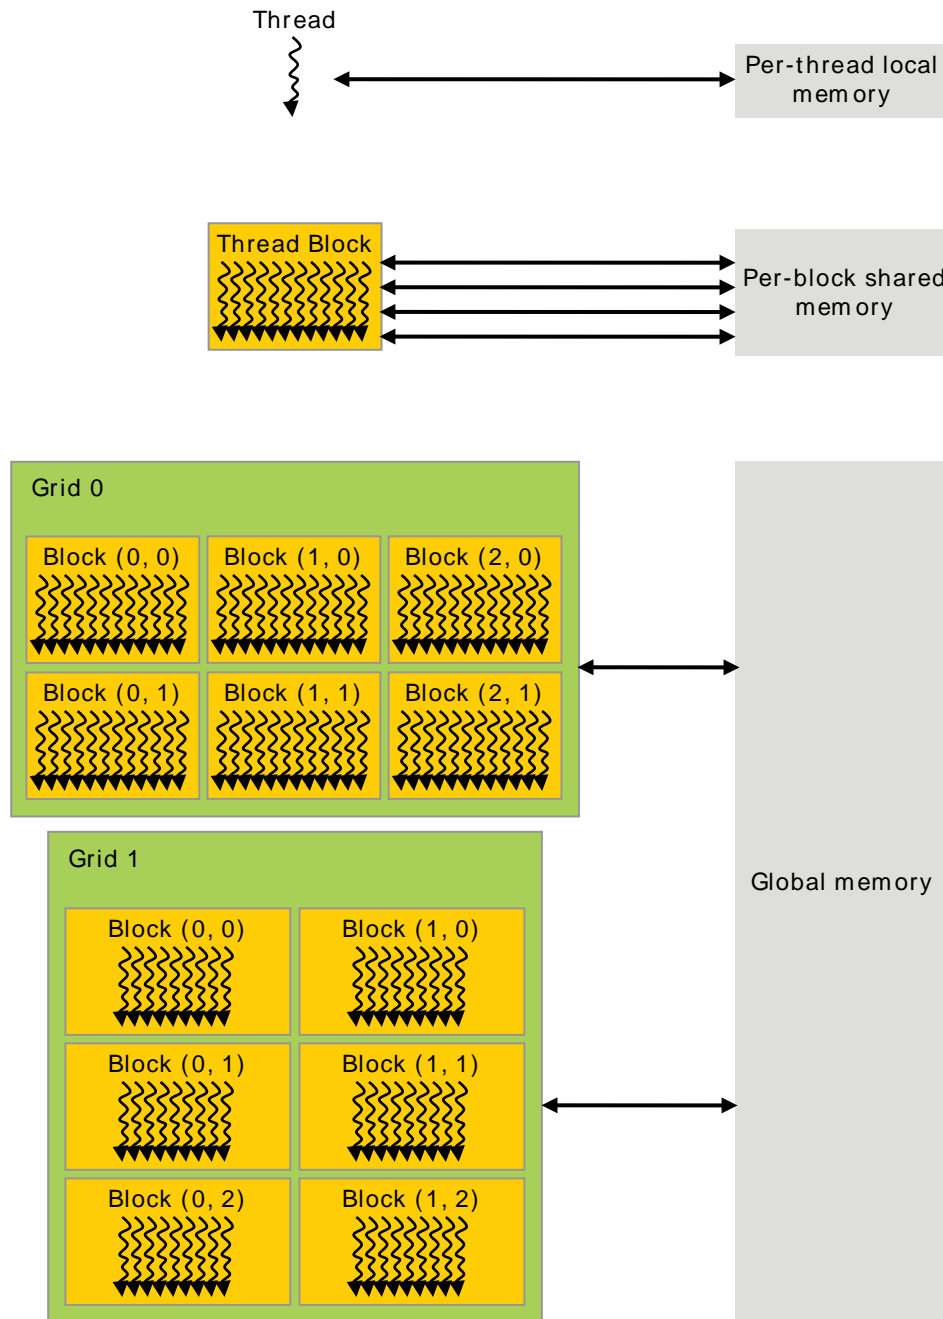 Thread
Per-thread local
memory
Thread Block
Per-block shared
memory
Grid 0
Block (0, 0) Block (1, 0) Block (2, 0)
Block (0, 1) Block (1, 1) Block (2, 1)
Grid 1
Global memory
Block (0, 0) Block (1, 0)
Block (0, 1) Block (1, 1)
Block (0, 2) Block (1, 2)